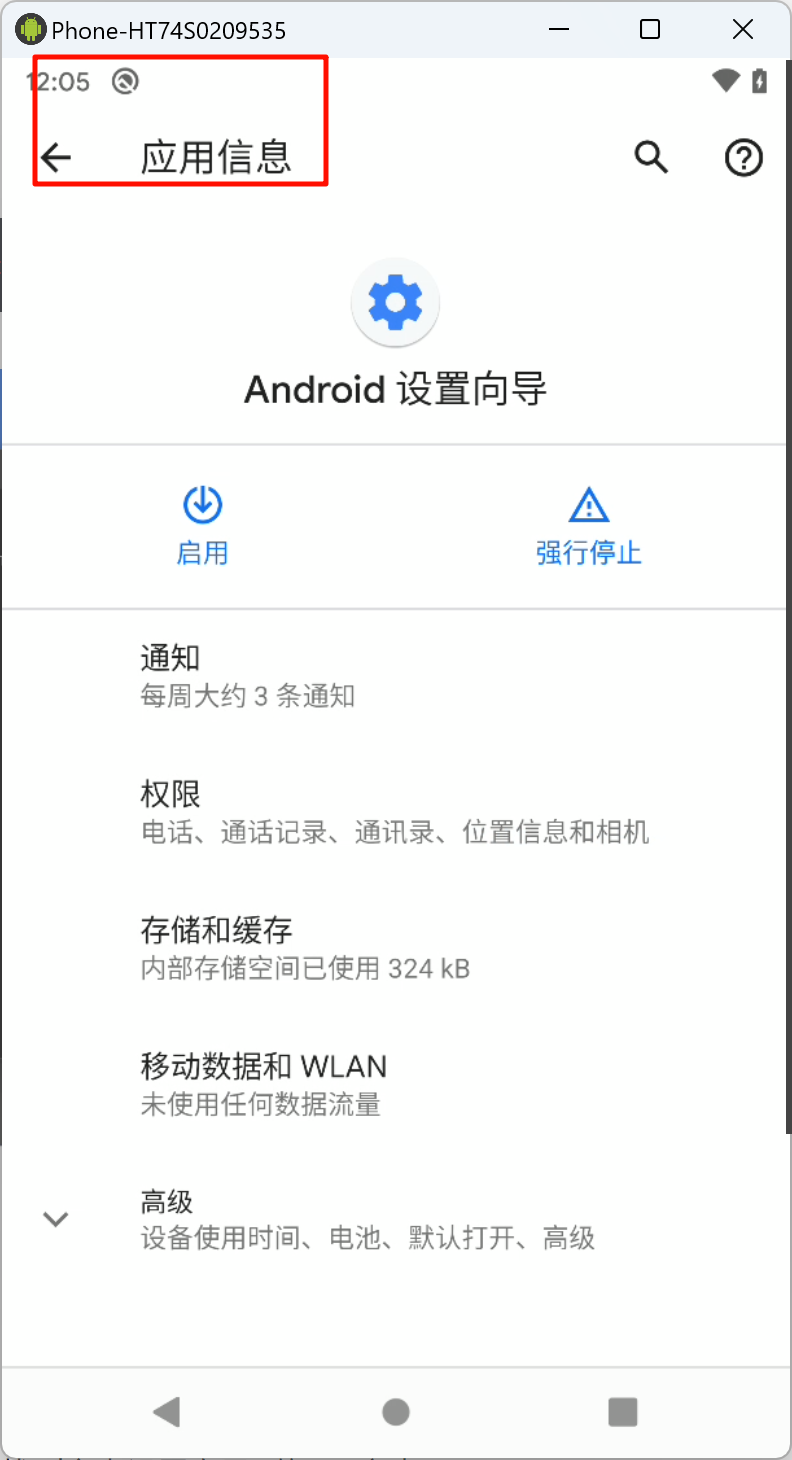 Phone-HT74S0209535
12:05
应用信息
Android 设置向导
启用
强行停止
通知
每周大约 3 条通知
权限
电话、通话记录、通讯录、位置信息和相机
存储和缓存
内部存储空间已使用 324 kB
移动数据和 WLAN
未使用任何数据流量
高级
设备使用时间、电池、默认打开、高级